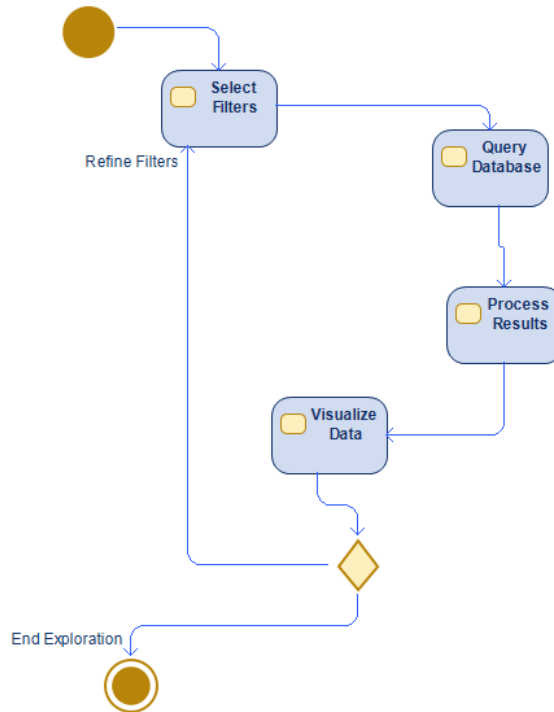 Select
Filters
Refine Filters
Query
Database
Process
Results
Visualize
Data
End Exploration